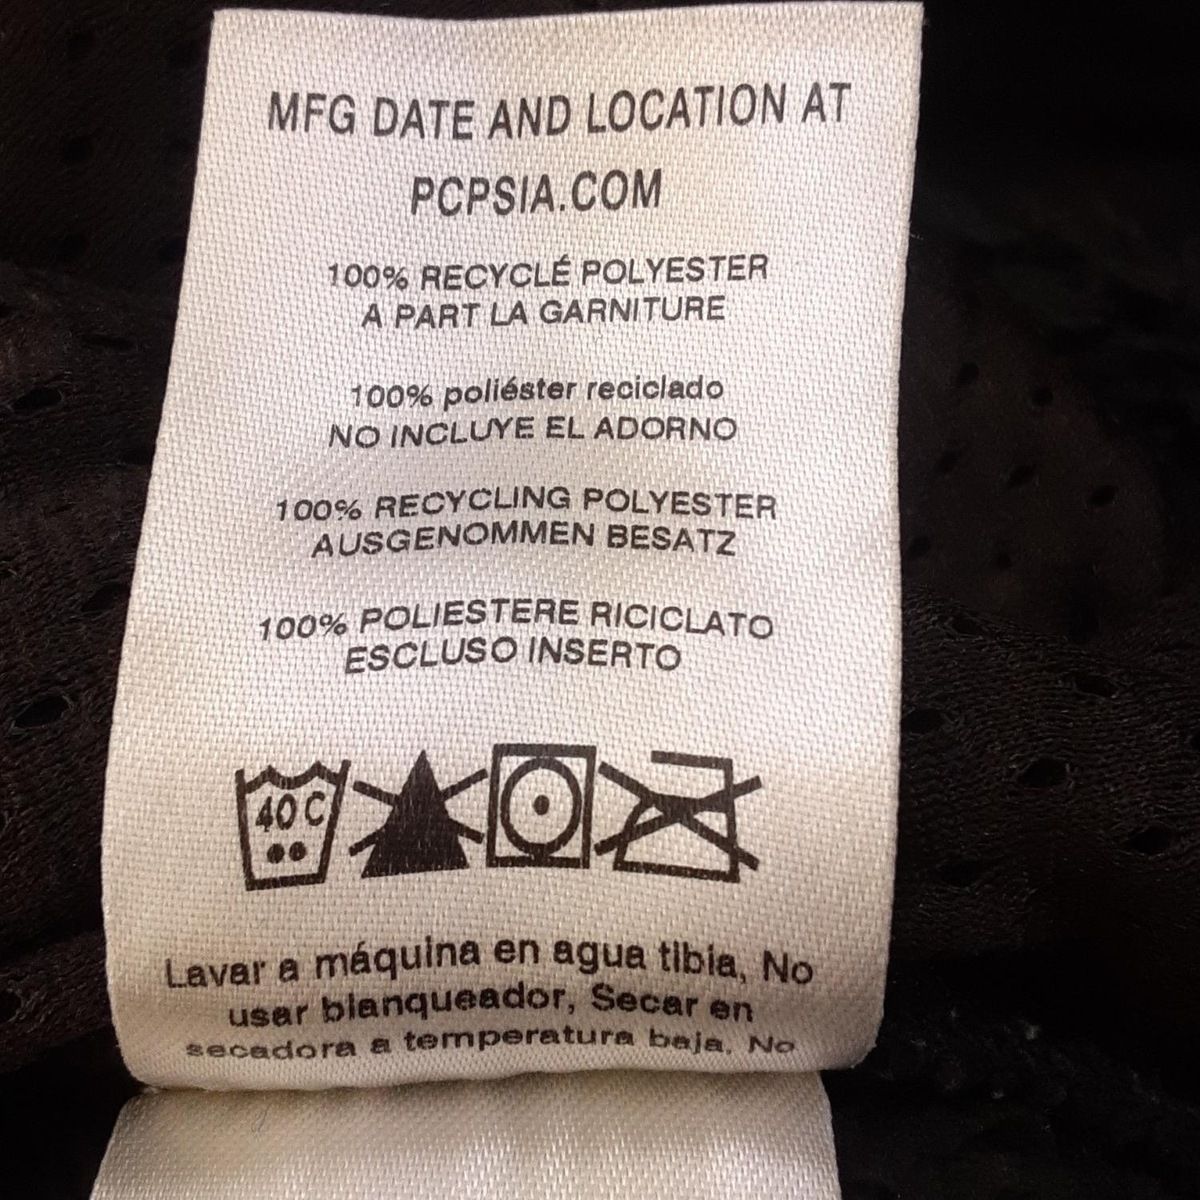 MFG DATE AND LOCATION AT
PCPSIA.COM
100% RECYCLÉ POLYESTER
A PART LA GARNITURE
100% poliéster reciclado
NO INCLUYE EL ADORNO
100% RECYCLING POLYESTER
AUSGENOMMEN BESATZ
100% POLIESTERE RICICLATO
ESCLUSO INSERTO
40 C
Lavar a máquina en agua tibia, No
usar blanqueador, Secar en
secadora a temperatura baja, No